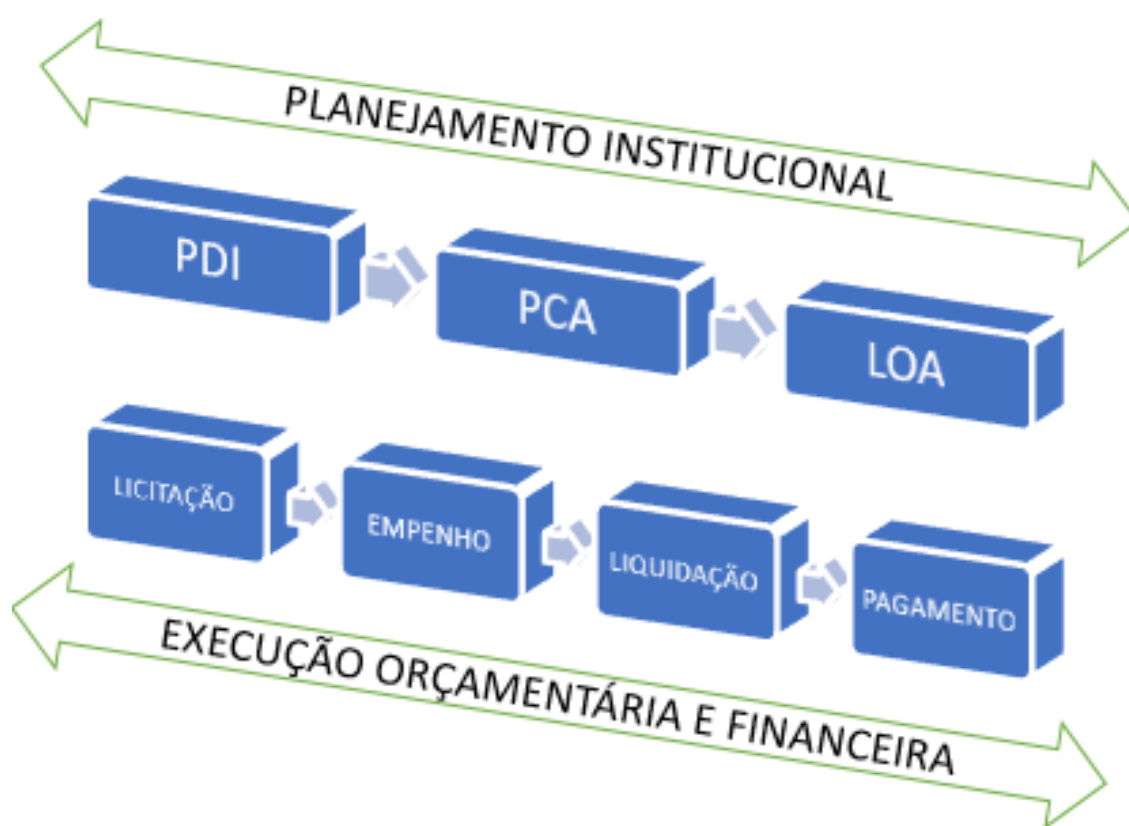 PLANEJAMENTO INSTITUCIONAL
PDI
PCA
LOA
LICITAÇÃO
EMPENHO
LIQUIDAÇÃO
PAGAMENTO
EXECUÇÃO ORÇAMENTÁRIA E FINANCEIRA